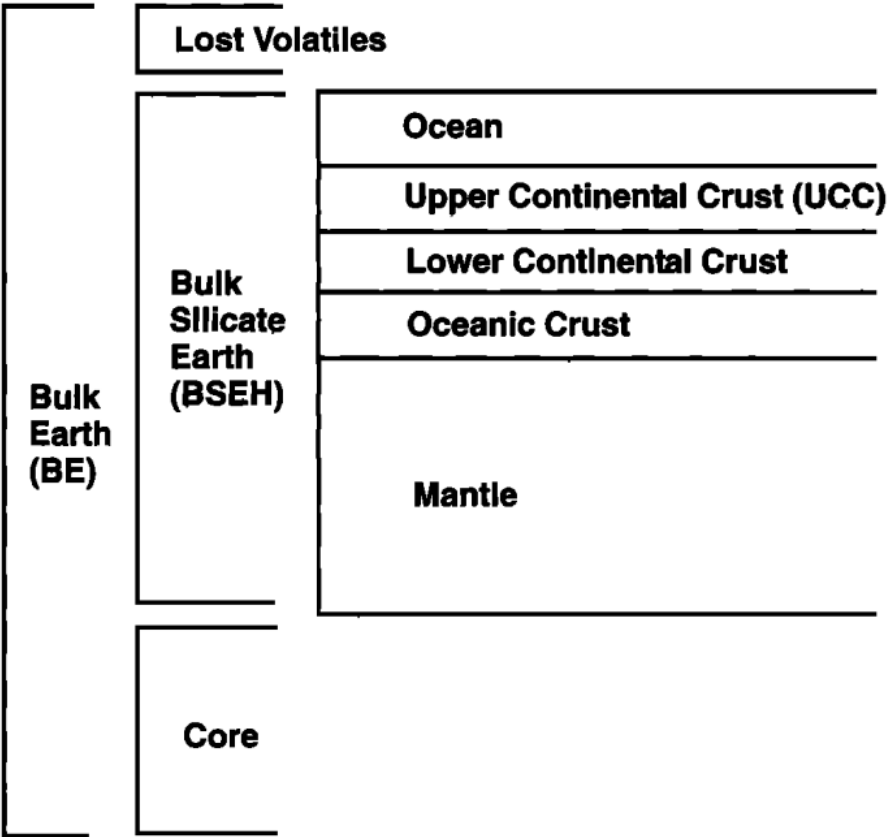 Lost Volatiles
Ocean
Upper Continental Crust (UCC)
Lower Continental Crust
Oceanic Crust
Mantle
Bulk
Silicate
Earth
(BSEH)
Bulk
Earth
(BE)
Core